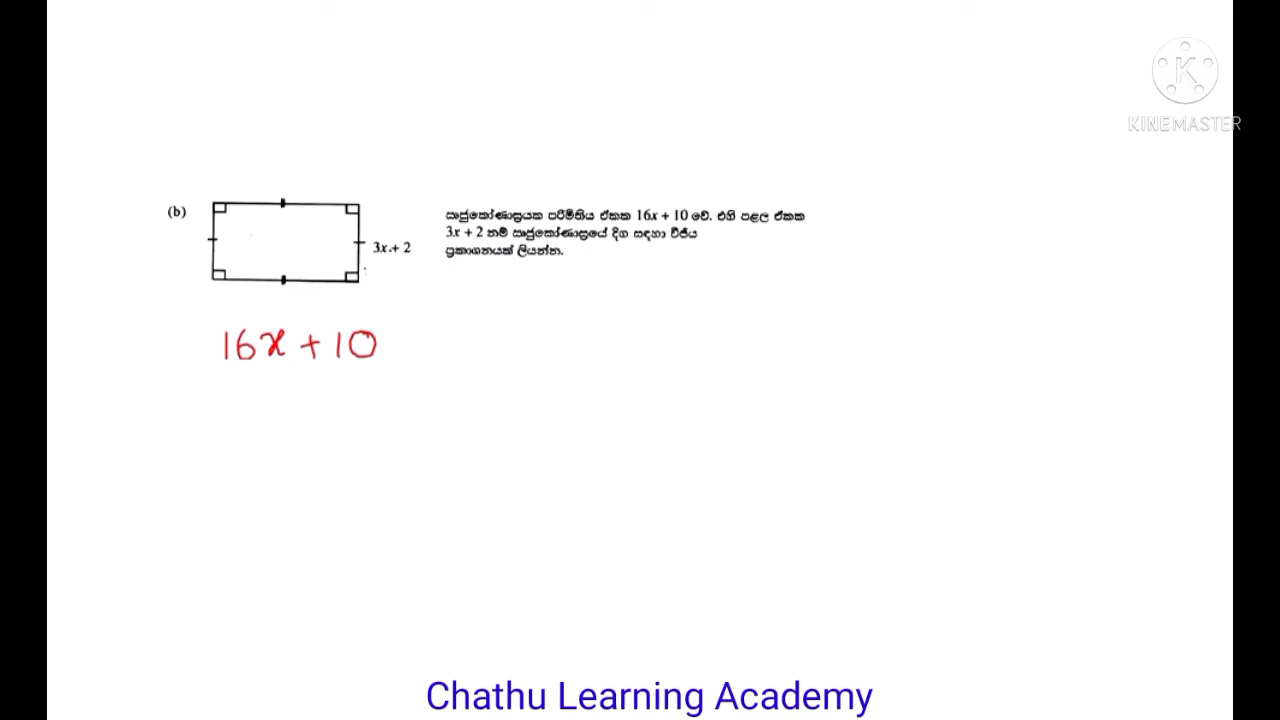 KINEMASTER
(b)
සෘජුකෝණාස්‍රයක පරිමිතිය ඒකක 16x + 10 වේ. එහි පළල ඒකක
3x + 2 නම් සෘජුකෝණාස්‍රයේ දිග සඳහා වීජීය
ප්‍රකාශනයක් ලියන්න.
3x + 2
16x + 10
Chathu Learning Academy